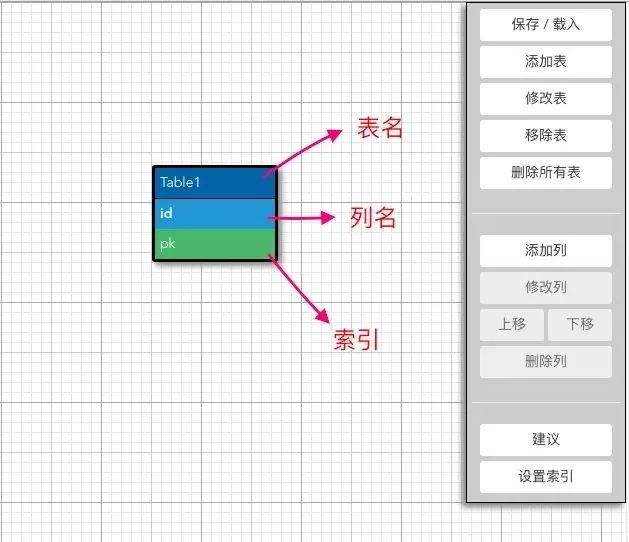 表名
Table1
id
列名
pk
索引
保存 / 载入
添加表
修改表
移除表
删除所有表
添加列
修改列
上移 下移
删除列
建议
设置索引